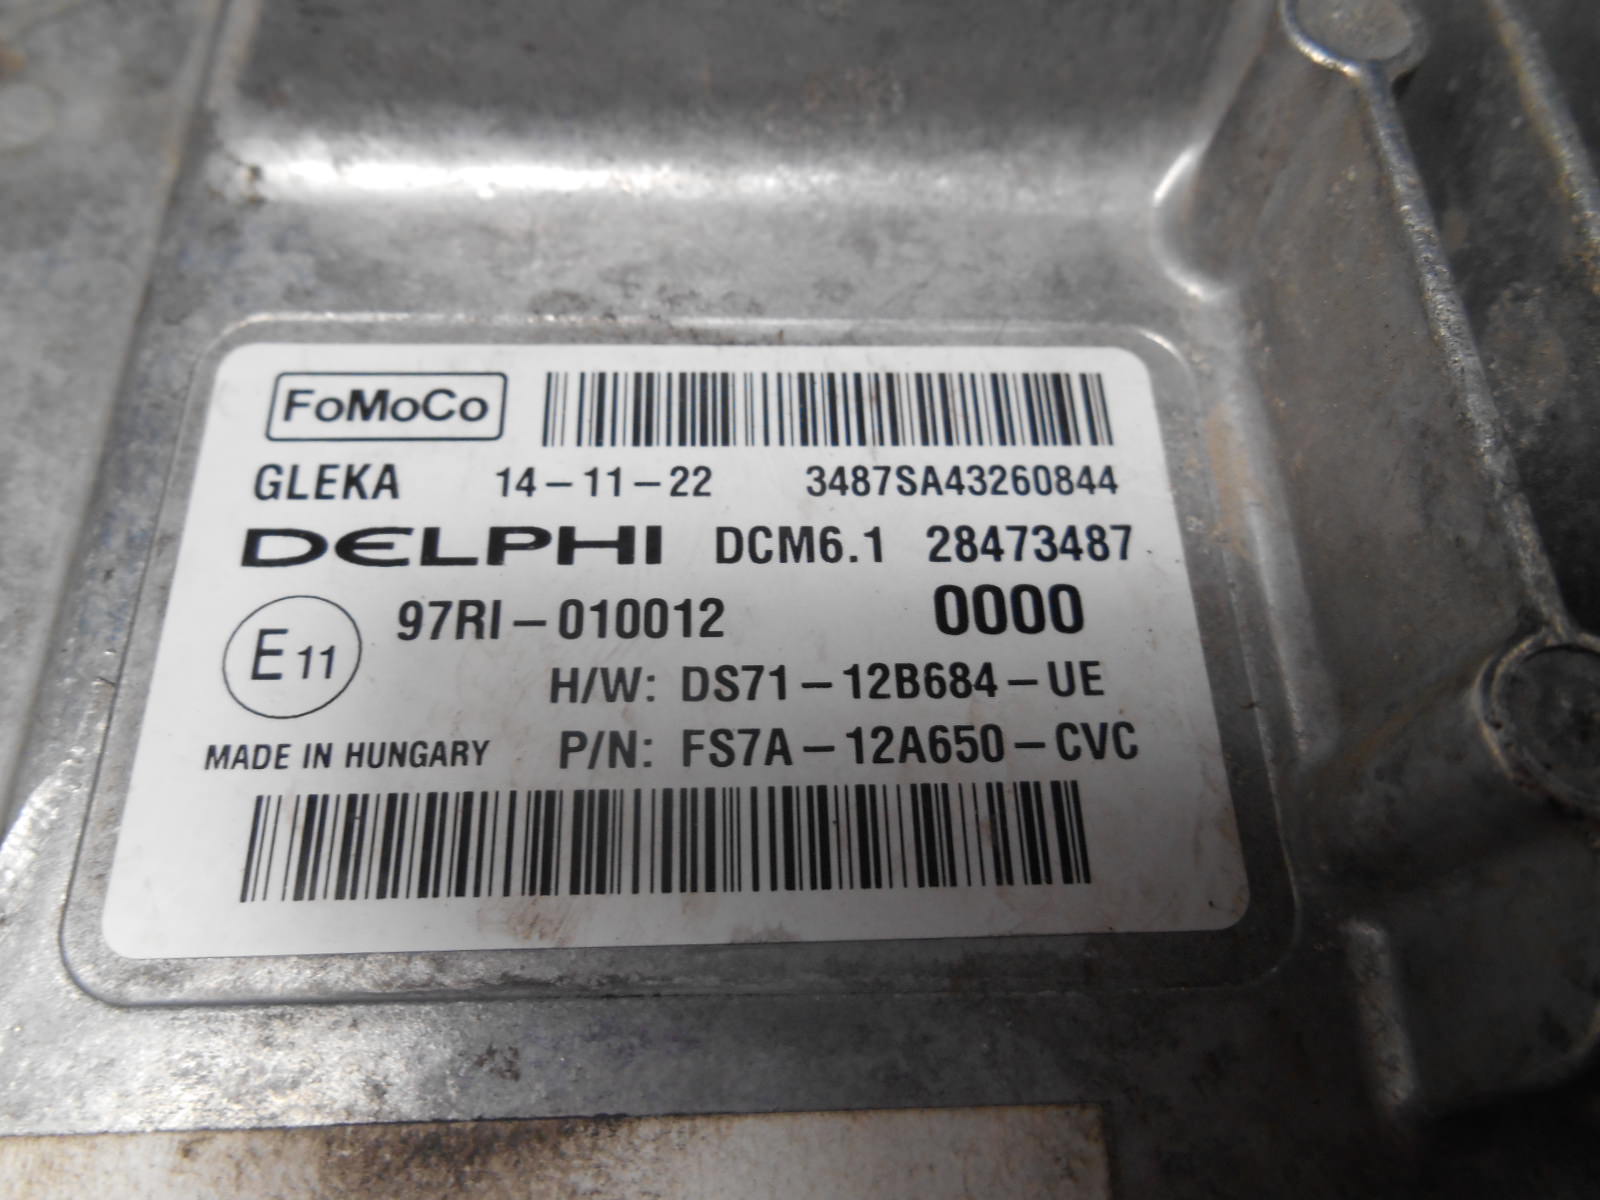 FoMoCo
GLEKA 14-11-22 3487SA43260844
DELPHI DCM6.1 28473487
97RI-010012 0000
E11
H/W: DS71-12B684-UE
MADE IN HUNGARY P/N: FS7A-12A650-CVC